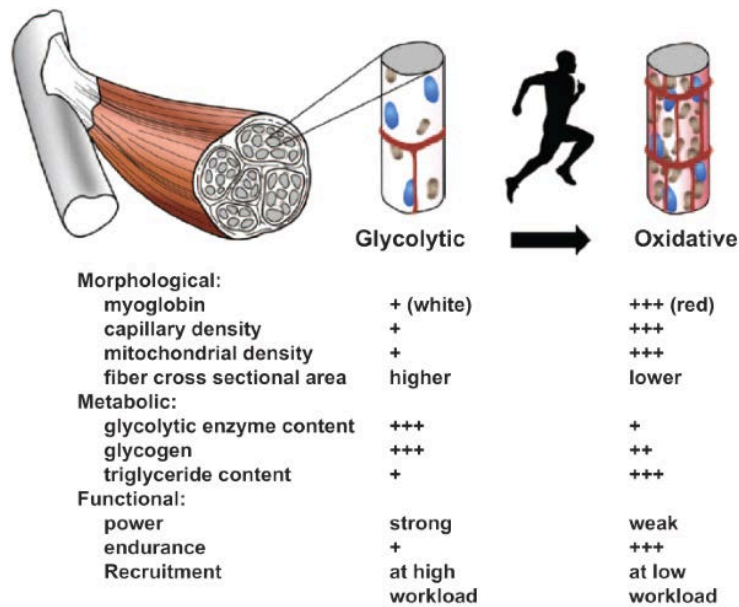 Glycolytic Oxidative
Morphological:
myoglobin + (white) +++ (red)
capillary density + +++
mitochondrial density + +++
fiber cross sectional area higher lower
Metabolic:
glycolytic enzyme content +++ +
glycogen +++ ++
triglyceride content + +++
Functional:
power strong weak
endurance + +++
Recruitment at high at low
workload workload